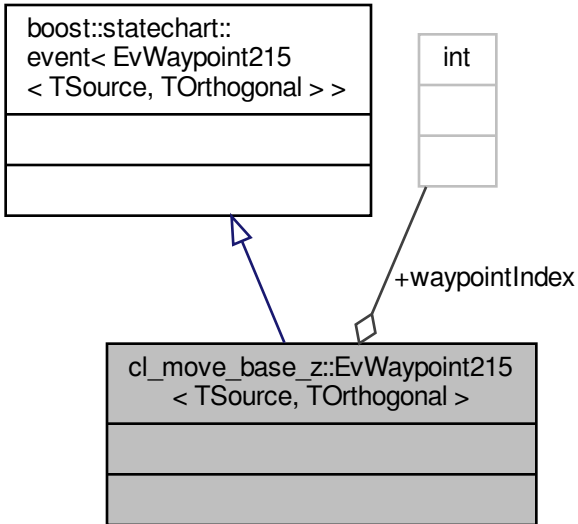 boost::statechart::
event< EvWaypoint215
< TSource, TOrthogonal > >
int
+waypointIndex
cl_move_base_z::EvWaypoint215
< TSource, TOrthogonal >